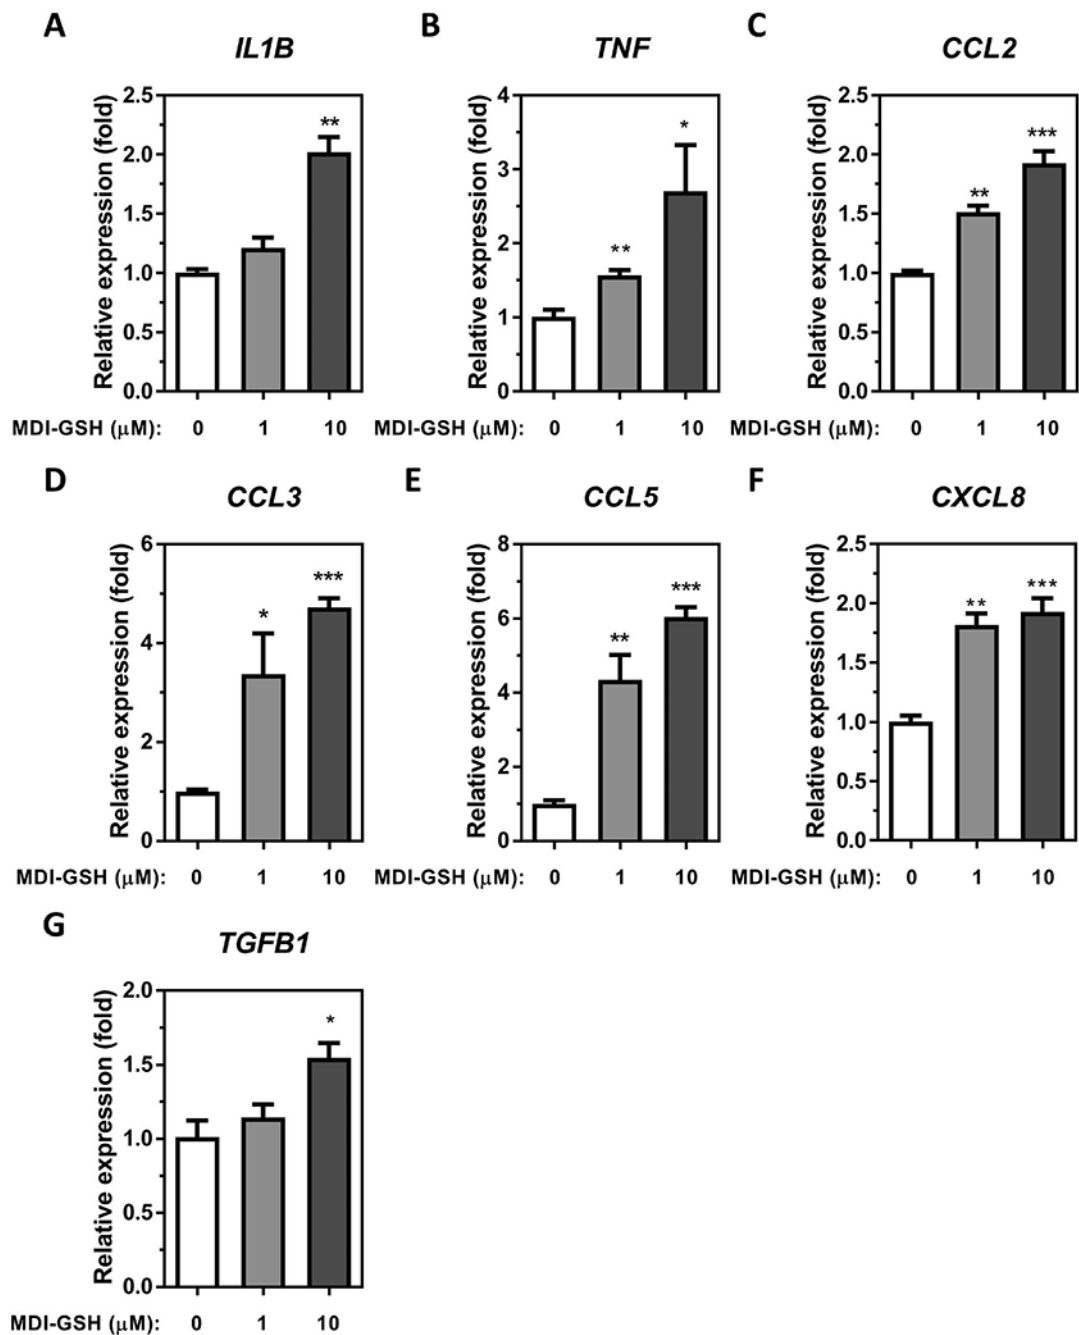 A
IL1B
Relative expression (fold)
2.5
2.0
1.5
1.0
0.5
0.0
**
MDI-GSH (μM): 0 1 10
B
TNF
Relative expression (fold)
4
3
2
1
0
**
*
MDI-GSH (μM): 0 1 10
C
CCL2
Relative expression (fold)
2.5
2.0
1.5
1.0
0.5
0.0
**
***
MDI-GSH (μM): 0 1 10
D
CCL3
Relative expression (fold)
6
4
2
0
*
***
MDI-GSH (μM): 0 1 10
E
CCL5
Relative expression (fold)
8
6
4
2
0
**
***
MDI-GSH (μM): 0 1 10
F
CXCL8
Relative expression (fold)
2.5
2.0
1.5
1.0
0.5
0.0
**
***
MDI-GSH (μM): 0 1 10
G
TGFB1
Relative expression (fold)
2.0
1.5
1.0
0.5
0.0
*
MDI-GSH (μM): 0 1 10